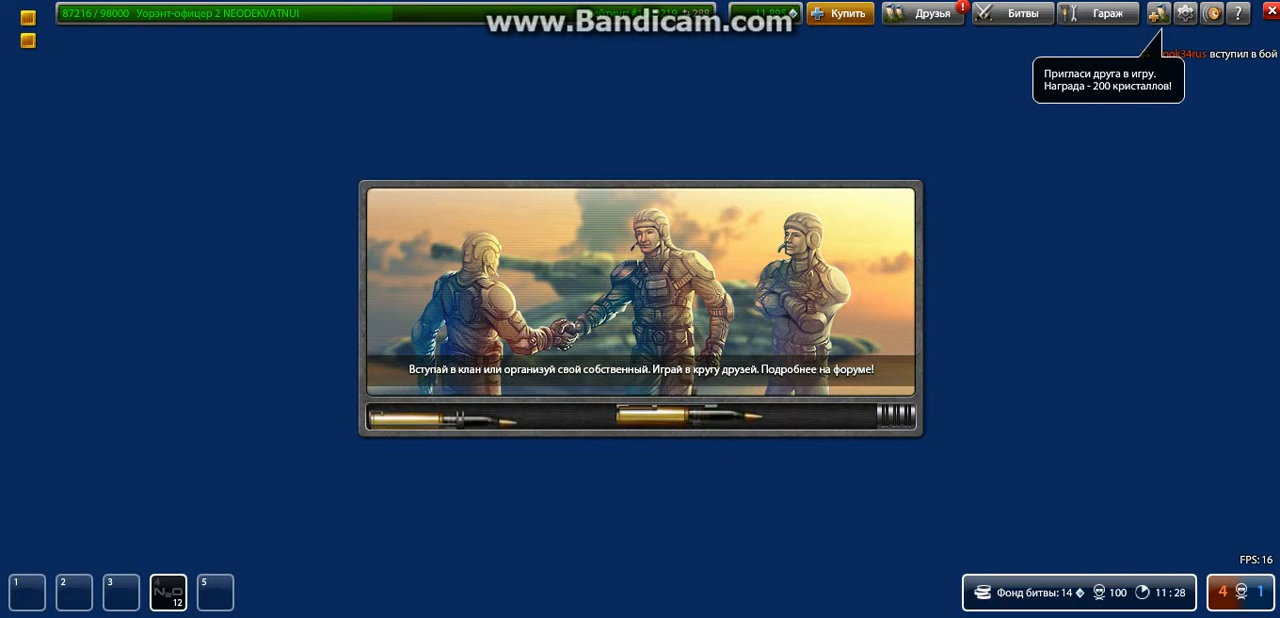 87216 / 98000 Уорэнт-офицер 2 NEODEKVATNUI
www.Bandicam.com
Купить
Друзья
!
Битвы
Гараж
?
вступил в бой
Пригласи друга в игру.
Награда - 200 кристаллов!
Вступай в клан или организуй свой собственный. Играй в кругу друзей. Подробнее на форуме!
FPS: 16
1
2
3
4 N2O 12
5
Фонд битвы: 14 100 11 : 28
4 1